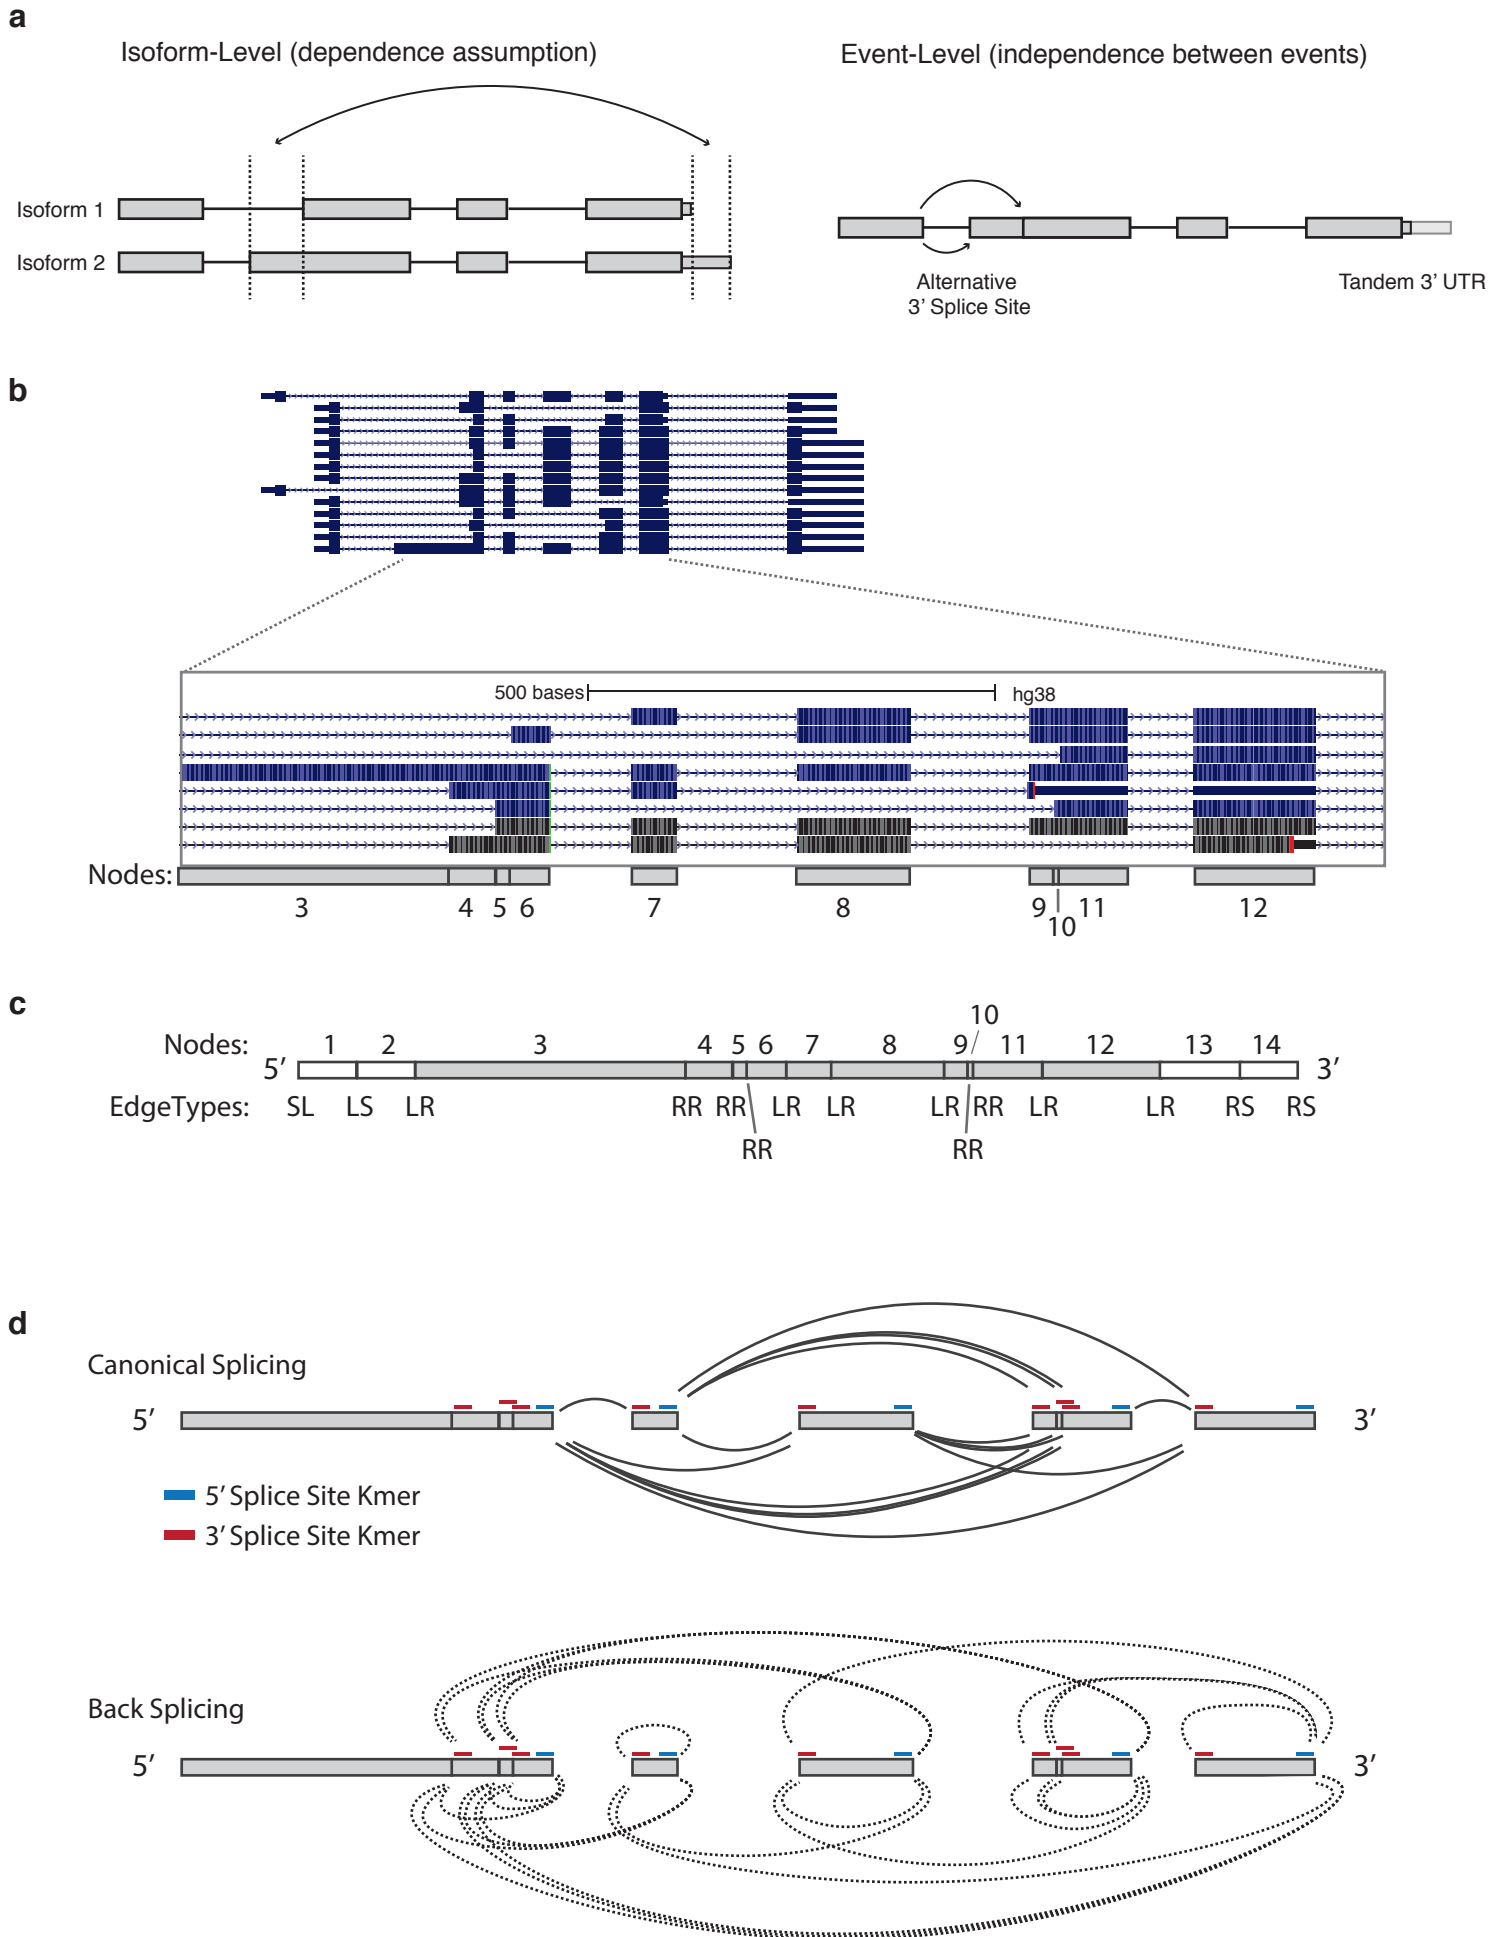 a
Isoform-Level (dependence assumption)
Event-Level (independence between events)
Isoform 1
Isoform 2
Alternative
3’ Splice Site
Tandem 3’ UTR
b
500 bases
hg38
Nodes:
3 4 5 6 7 8 9 11 12
10
c
10
Nodes: 1 2 3 4 5 6 7 8 9 11 12 13 14
5’ 3’
EdgeTypes: SL LS LR RR RR LR LR LR RR LR LR RS RS
RR RR
d
Canonical Splicing
5’ 3’
5’ Splice Site Kmer
3’ Splice Site Kmer
Back Splicing
5’ 3’